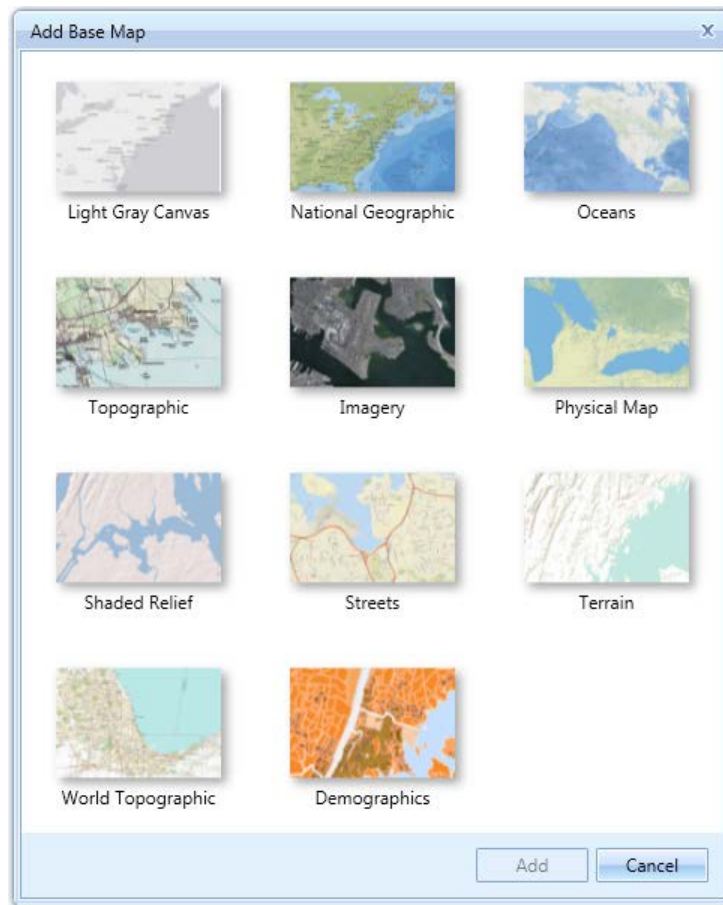 Add Base Map
Light Gray Canvas
National Geographic
Oceans
Topographic
Imagery
Physical Map
Shaded Relief
Streets
Terrain
World Topographic
Demographics
Add
Cancel